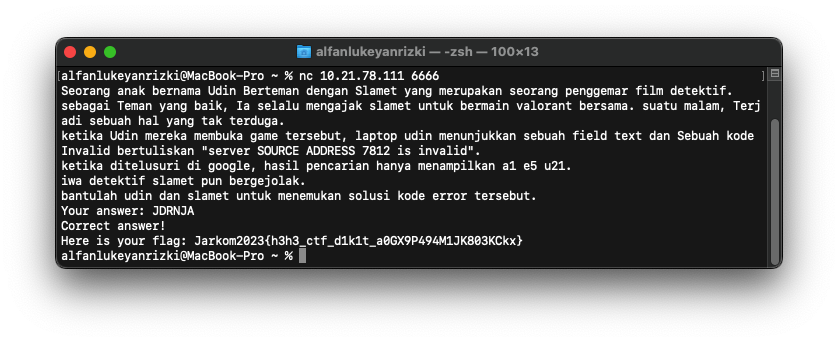 alfanlukeyanrizki — -zsh — 100×13
[alfanlukeyanrizki@MacBook-Pro ~ % nc 10.21.78.111 6666 ]
Seorang anak bernama Udin Berteman dengan Slamet yang merupakan seorang penggemar film detektif.
sebagai Teman yang baik, Ia selalu mengajak slamet untuk bermain valorant bersama. suatu malam, Terj
adi sebuah hal yang tak terduga.
ketika Udin mereka membuka game tersebut, laptop udin menunjukkan sebuah field text dan Sebuah kode
Invalid bertuliskan "server SOURCE ADDRESS 7812 is invalid".
ketika ditelusuri di google, hasil pencarian hanya menampilkan a1 e5 u21.
iwa detektif slamet pun bergejolak.
bantulah udin dan slamet untuk menemukan solusi kode error tersebut.
Your answer: JDRNJA
Correct answer!
Here is your flag: Jarkom2023{h3h3_ctf_d1k1t_a0GX9P494M1JK803KCkx}
alfanlukeyanrizki@MacBook-Pro ~ %